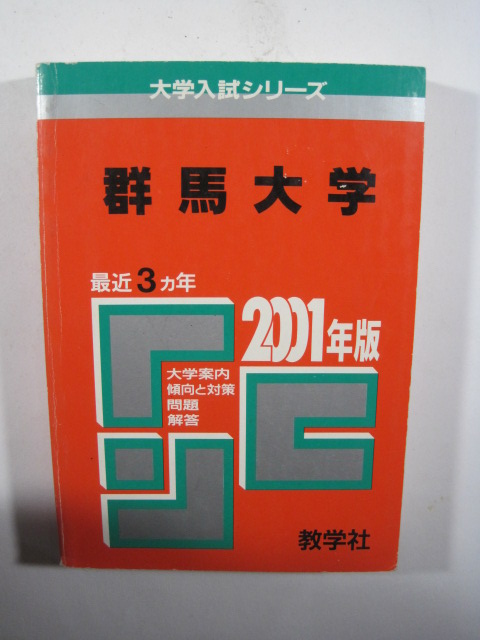 大学入試シリーズ
群馬大学
最近3ヵ年
2001年版
大学案内
傾向と対策
問題
解答
教学社